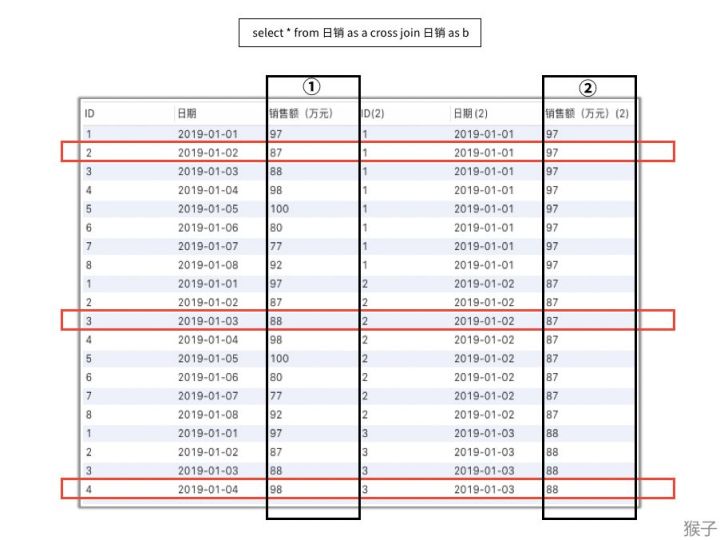 select * from 日销 as a cross join 日销 as b
① ②
ID 日期 销售额（万元） ID(2) 日期(2) 销售额（万元）(2)
1 2019-01-01 97 1 2019-01-01 97
2 2019-01-02 87 1 2019-01-01 97
3 2019-01-03 88 1 2019-01-01 97
4 2019-01-04 98 1 2019-01-01 97
5 2019-01-05 100 1 2019-01-01 97
6 2019-01-06 80 1 2019-01-01 97
7 2019-01-07 77 1 2019-01-01 97
8 2019-01-08 92 1 2019-01-01 97
1 2019-01-01 97 2 2019-01-02 87
2 2019-01-02 87 2 2019-01-02 87
3 2019-01-03 88 2 2019-01-02 87
4 2019-01-04 98 2 2019-01-02 87
5 2019-01-05 100 2 2019-01-02 87
6 2019-01-06 80 2 2019-01-02 87
7 2019-01-07 77 2 2019-01-02 87
8 2019-01-08 92 2 2019-01-02 87
1 2019-01-01 97 3 2019-01-03 88
2 2019-01-02 87 3 2019-01-03 88
3 2019-01-03 88 3 2019-01-03 88
4 2019-01-04 98 3 2019-01-03 88
猴子